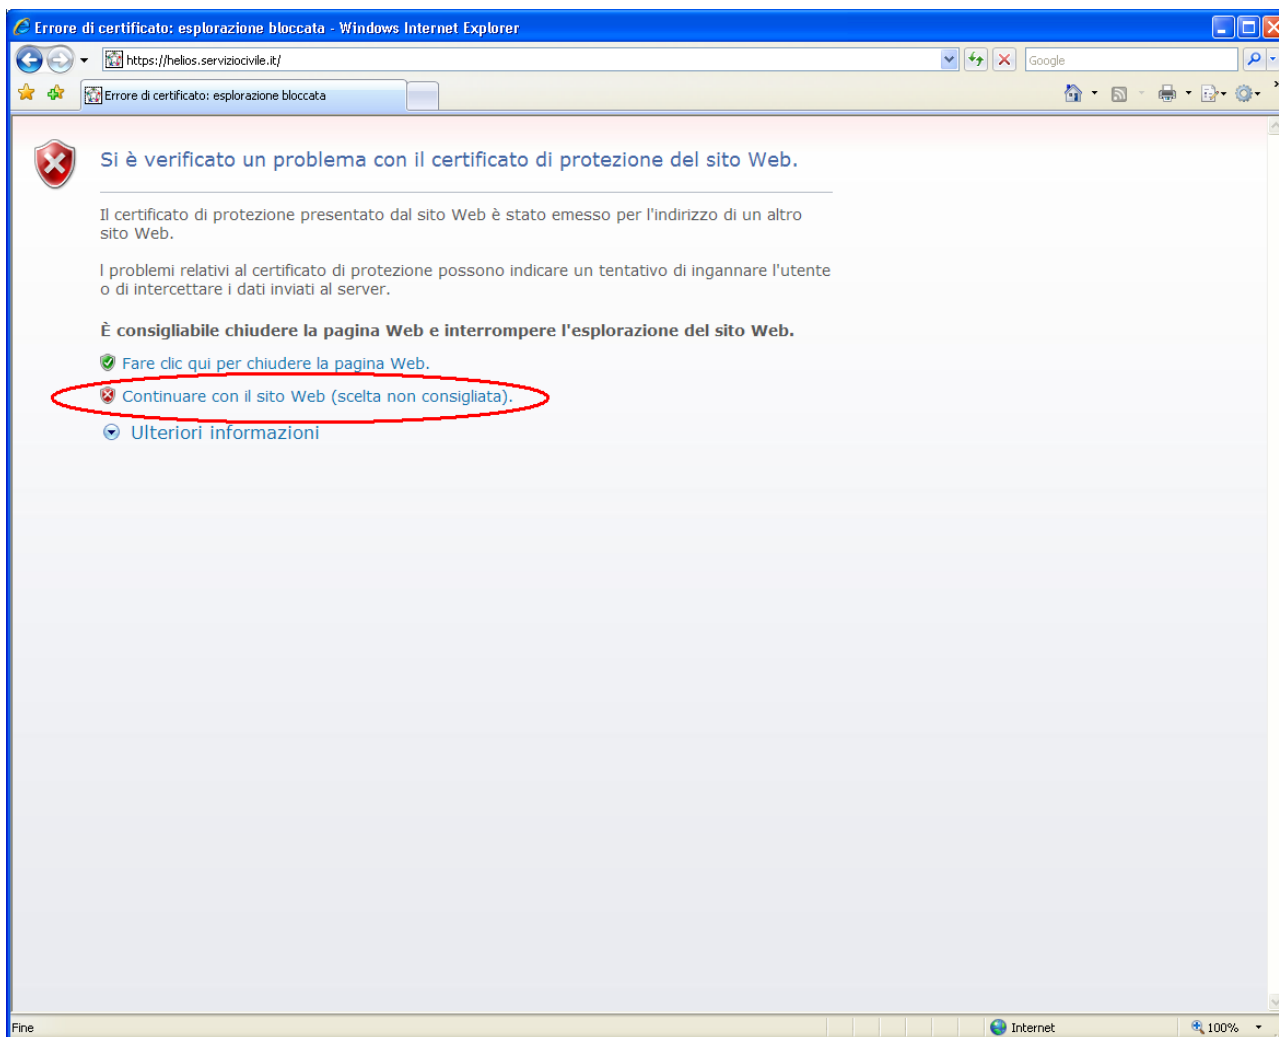 Errore di certificato: esplorazione bloccata - Windows Internet Explorer
https://helios.serviziocivile.it/
Google
Errore di certificato: esplorazione bloccata
Si è verificato un problema con il certificato di protezione del sito Web.
Il certificato di protezione presentato dal sito Web è stato emesso per l'indirizzo di un altro
sito Web.
I problemi relativi al certificato di protezione possono indicare un tentativo di ingannare l'utente
o di intercettare i dati inviati al server.
È consigliabile chiudere la pagina Web e interrompere l'esplorazione del sito Web.
Fare clic qui per chiudere la pagina Web.
Continuare con il sito Web (scelta non consigliata).
Ulteriori informazioni
Fine
Internet
100%